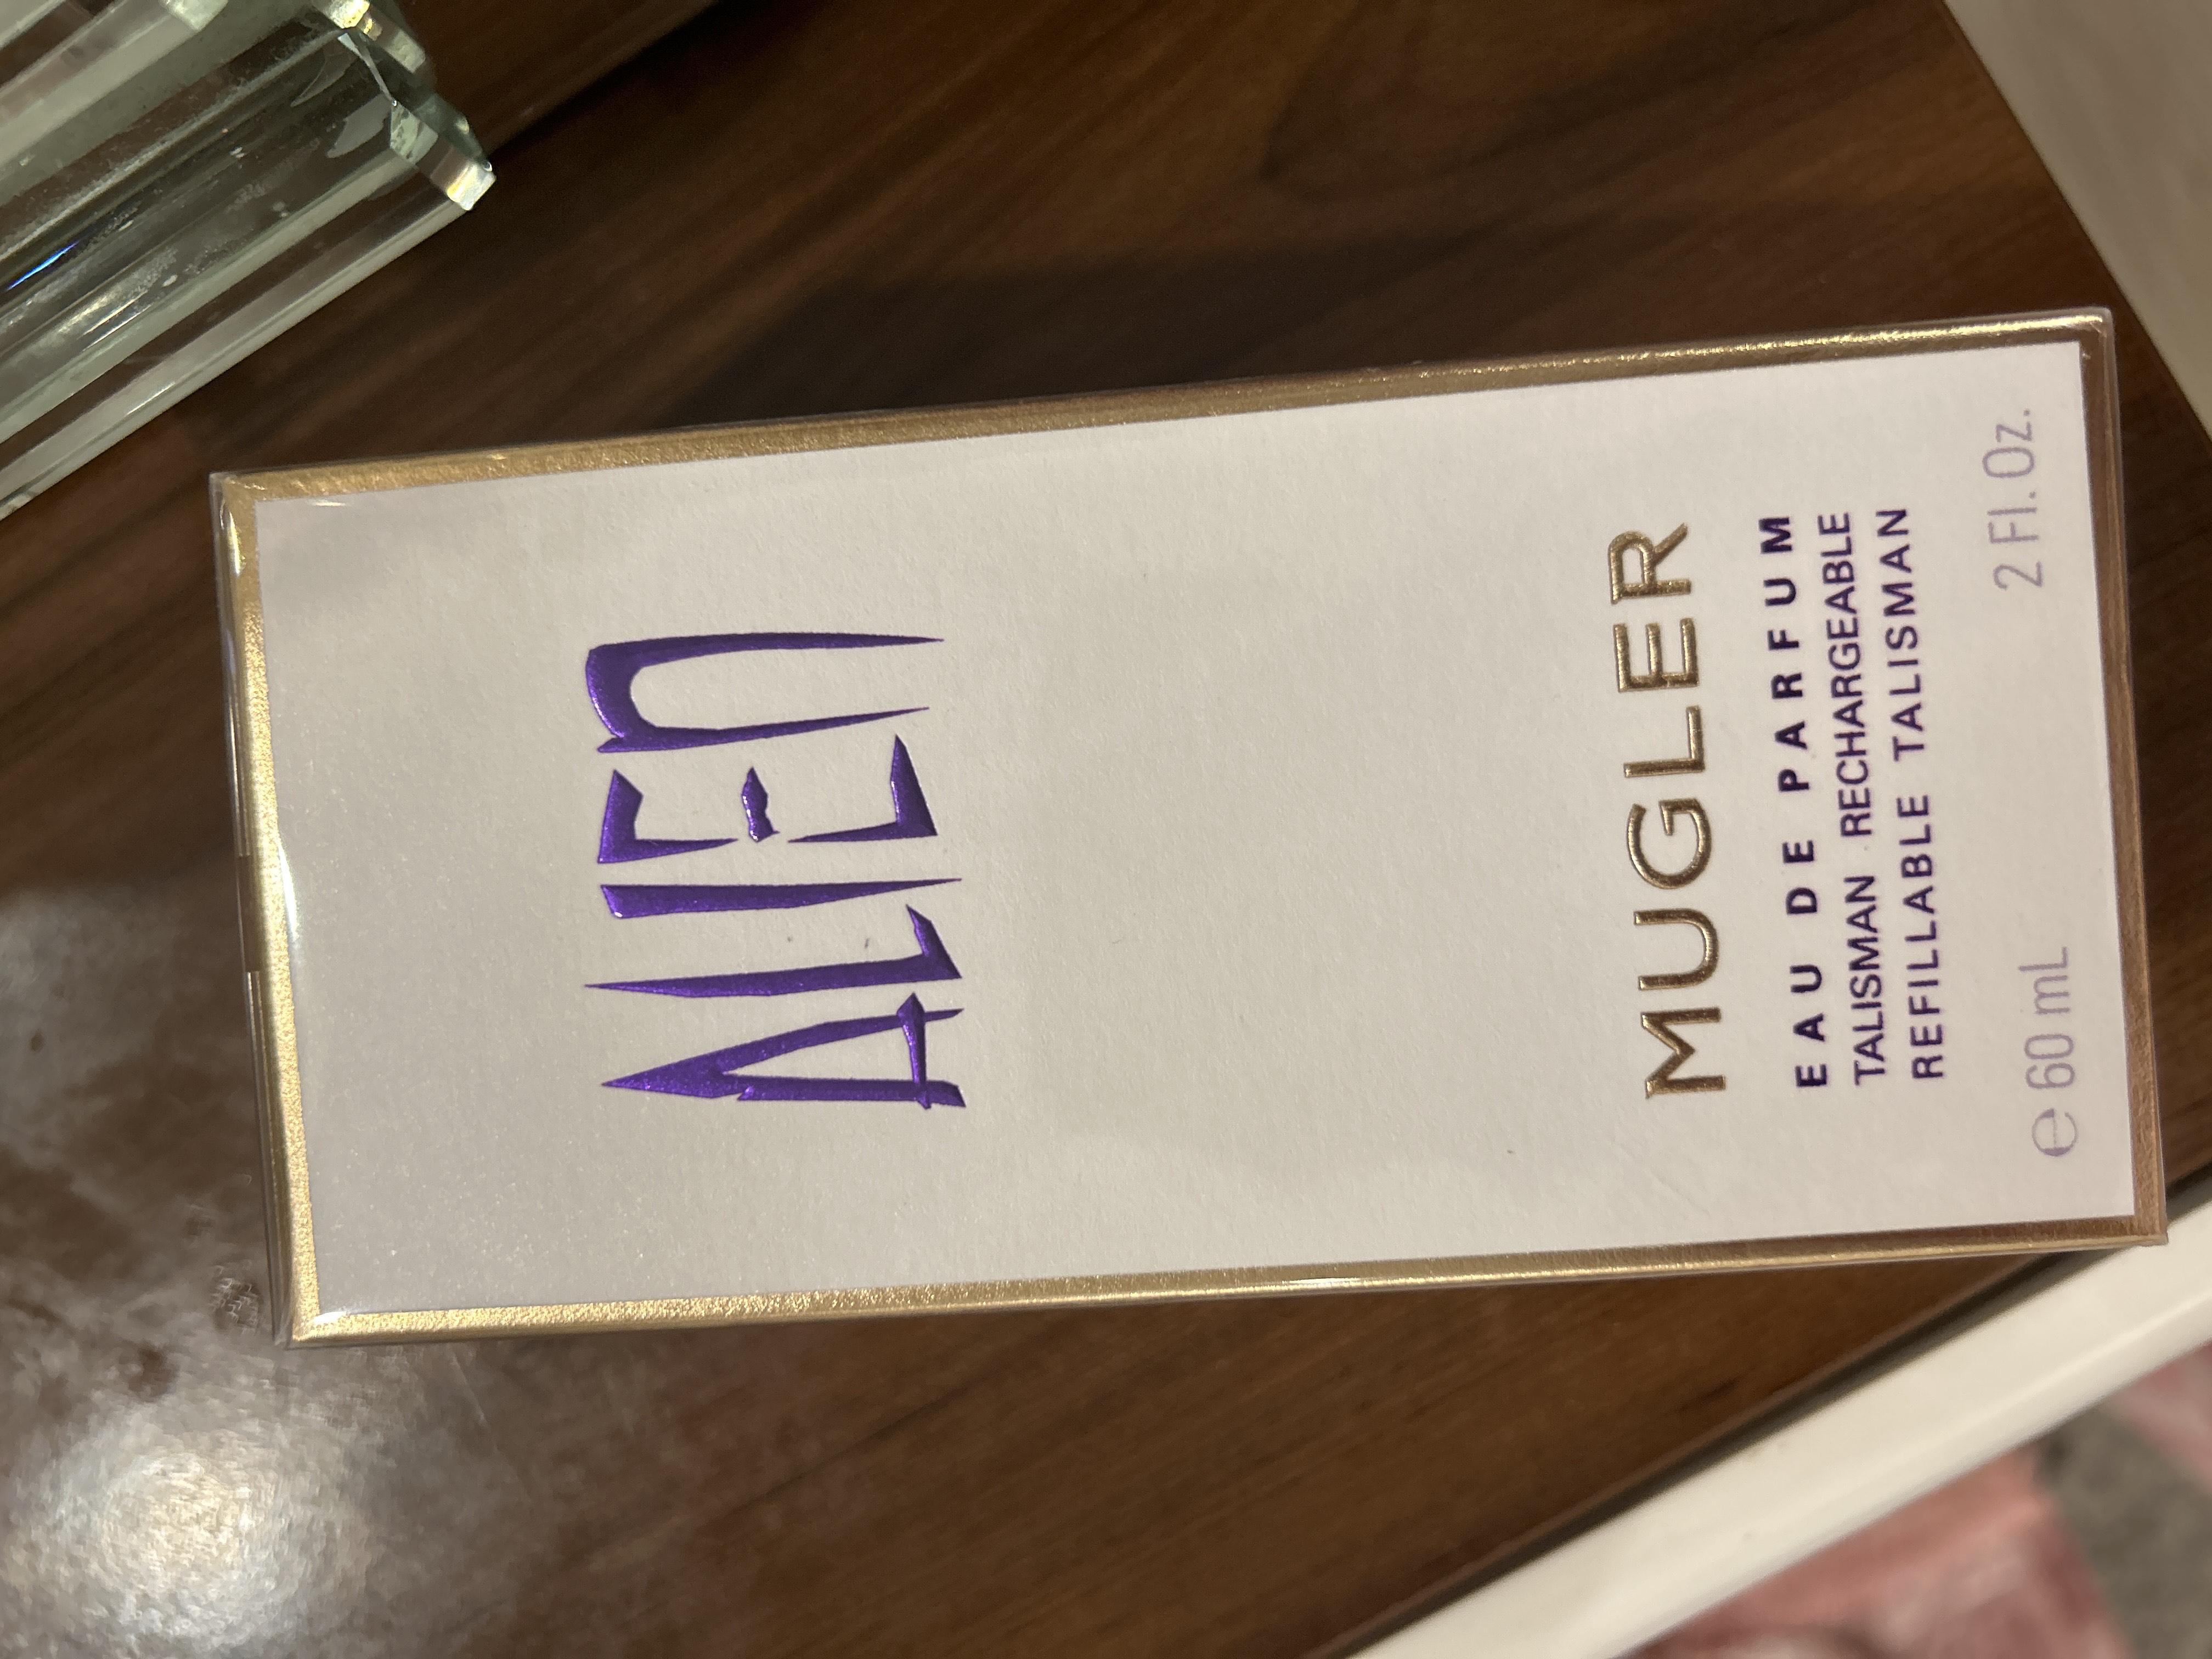 ALIEN
MUGLER
EAU DE PARFUM
TALISMAN RECHARGEABLE
REFILLABLE TALISMAN
℮ 60 mL 2 Fl. Oz.